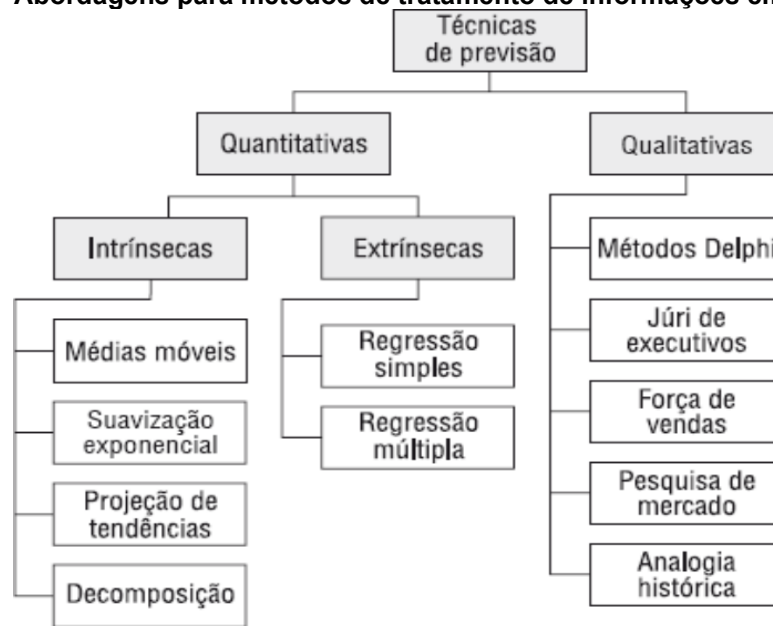 Abordagens para métodos de tratamento de informações em
Técnicas
de previsão
Quantitativas
Qualitativas
Intrínsecas
Extrínsecas
Métodos Delphi
Médias móveis
Regressão
simples
Júri de
executivos
Suavização
exponencial
Regressão
múltipla
Força de
vendas
Projeção de
tendências
Pesquisa de
mercado
Decomposição
Analogia
histórica